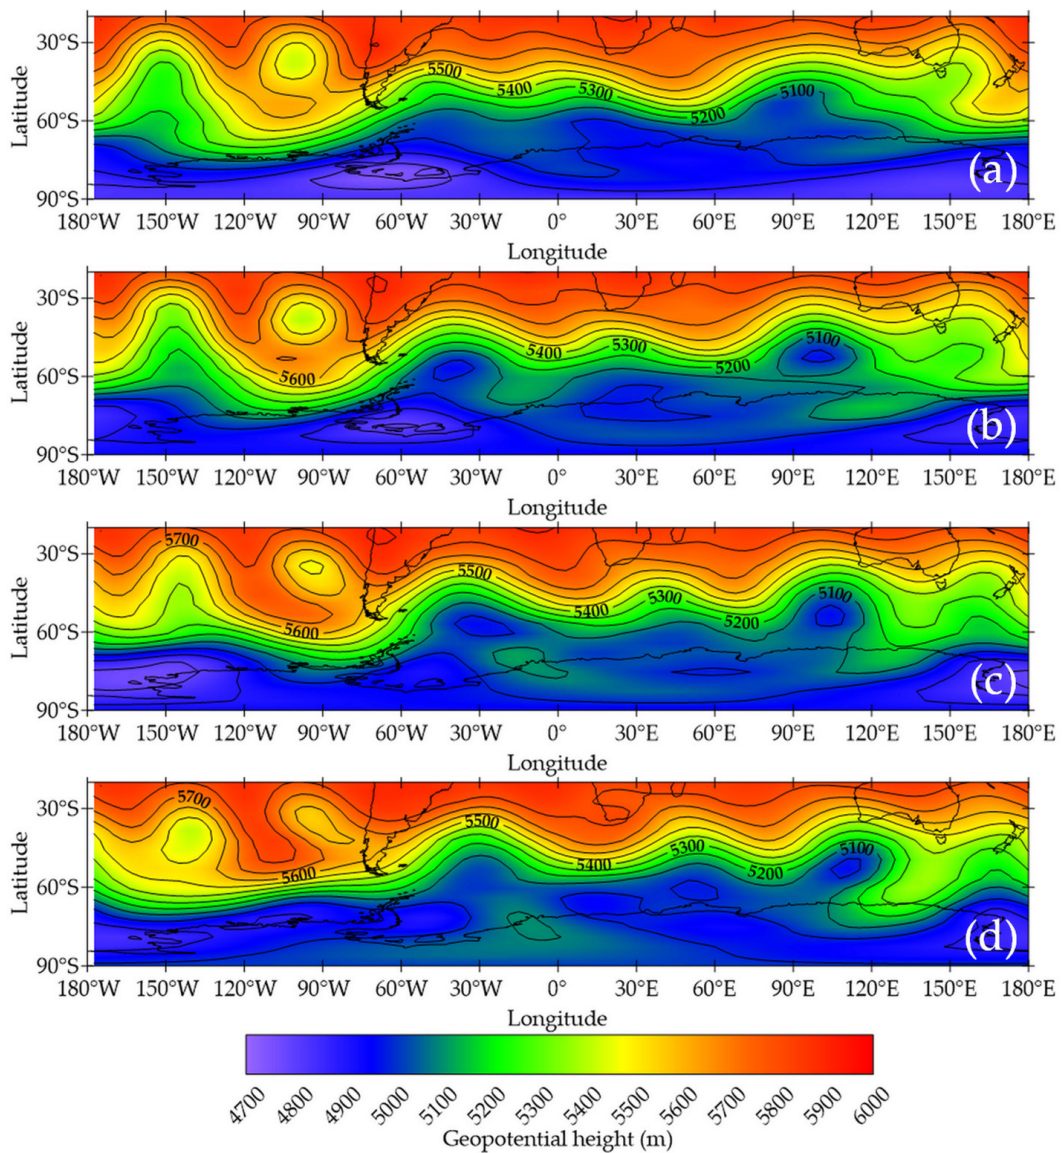 30°S
60°S
90°S
Latitude
5500
5400
5300
5200
5100
(a)
180°W 150°W 120°W 90°W 60°W 30°W 0° 30°E 60°E 90°E 120°E 150°E 180°E
Longitude
30°S
60°S
90°S
Latitude
5600
5400
5300
5200
5100
(b)
180°W 150°W 120°W 90°W 60°W 30°W 0° 30°E 60°E 90°E 120°E 150°E 180°E
Longitude
30°S
60°S
90°S
Latitude
5700
5600
5500
5400
5300
5200
5100
(c)
180°W 150°W 120°W 90°W 60°W 30°W 0° 30°E 60°E 90°E 120°E 150°E 180°E
Longitude
30°S
60°S
90°S
Latitude
5700
5600
5500
5400
5300
5200
5100
(d)
180°W 150°W 120°W 90°W 60°W 30°W 0° 30°E 60°E 90°E 120°E 150°E 180°E
Longitude
4700 4800 4900 5000 5100 5200 5300 5400 5500 5600 5700 5800 5900 6000
Geopotential height (m)